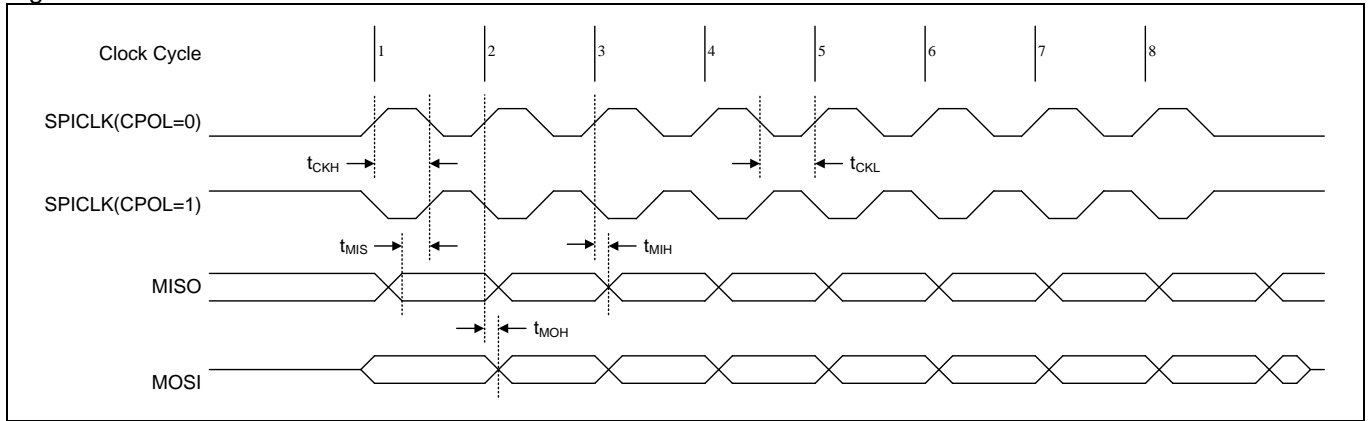 Clock Cycle 1 2 3 4 5 6 7 8
SPICLK(CPOL=0)
tCKH tCKL
SPICLK(CPOL=1)
tMIS tMIH
MISO
tMOH
MOSI